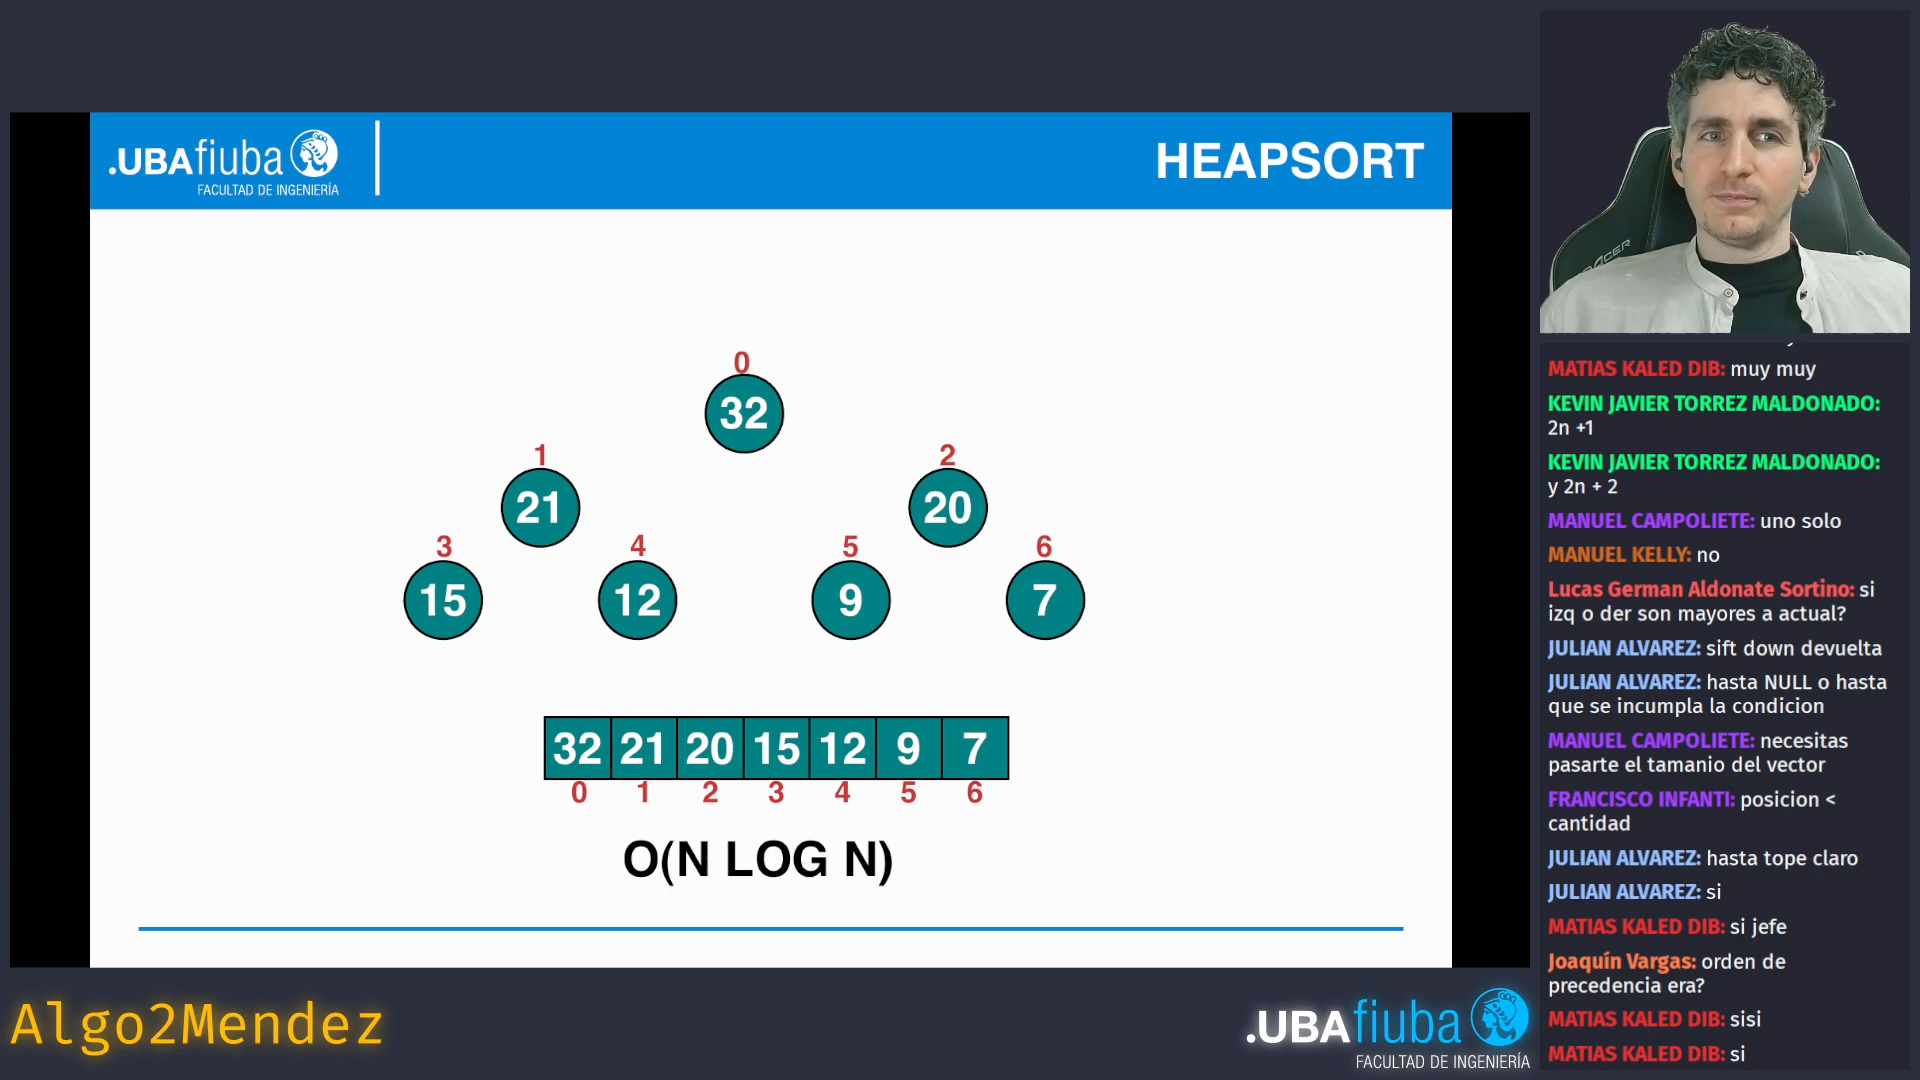 .UBAfiuba
FACULTAD DE INGENIERÍA
HEAPSORT
0
32
1
2
21
20
3
4
5
6
15
12
9
7
32 21 20 15 12 9 7
0 1 2 3 4 5 6
O(N LOG N)
Algo2Mendez
.UBAfiuba
FACULTAD DE INGENIERÍA
ACER
MATIAS KALED DIB: muy muy
KEVIN JAVIER TORREZ MALDONADO:
2n +1
KEVIN JAVIER TORREZ MALDONADO:
y 2n + 2
MANUEL CAMPOLIETE: uno solo
MANUEL KELLY: no
Lucas German Aldonate Sortino: si
izq o der son mayores a actual?
JULIAN ALVAREZ: sift down devuelta
JULIAN ALVAREZ: hasta NULL o hasta
que se incumpla la condicion
MANUEL CAMPOLIETE: necesitas
pasarte el tamanio del vector
FRANCISCO INFANTI: posicion <
cantidad
JULIAN ALVAREZ: hasta tope claro
JULIAN ALVAREZ: si
MATIAS KALED DIB: si jefe
Joaquín Vargas: orden de
precedencia era?
MATIAS KALED DIB: sisi
MATIAS KALED DIB: si